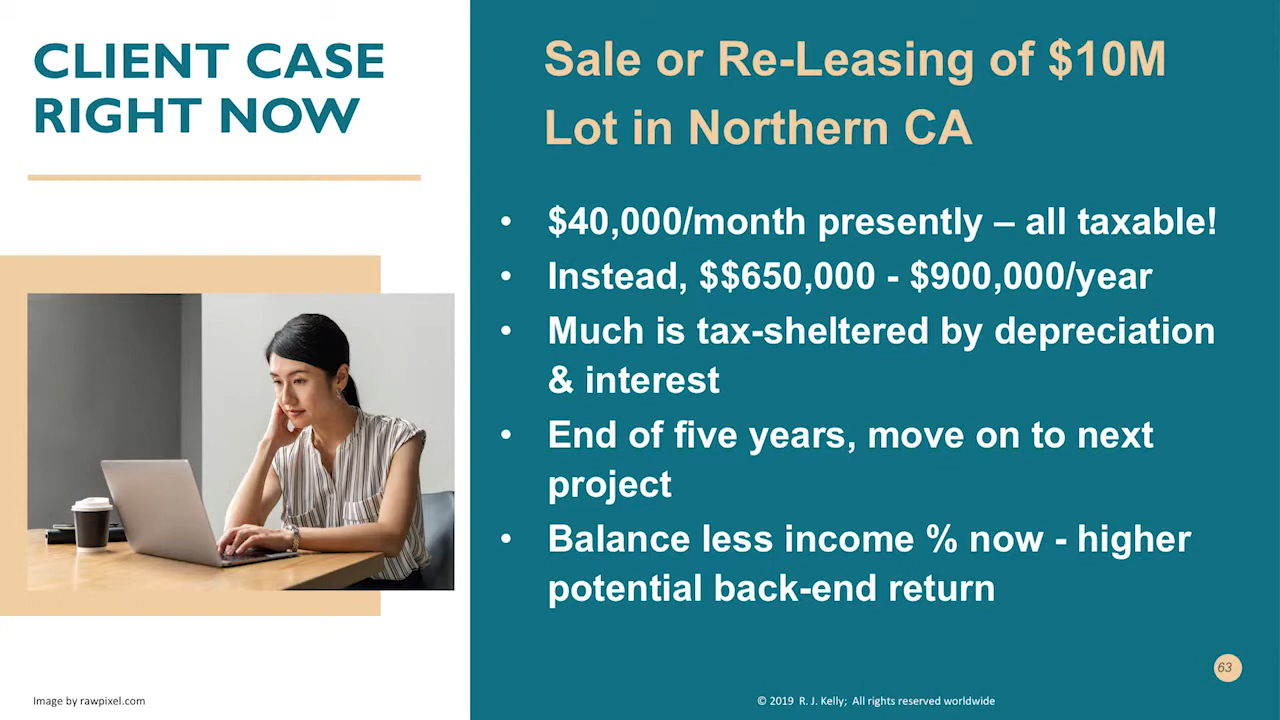 CLIENT CASE
RIGHT NOW
Sale or Re-Leasing of $10M
Lot in Northern CA
• $40,000/month presently – all taxable!
• Instead, $$650,000 - $900,000/year
• Much is tax-sheltered by depreciation
& interest
• End of five years, move on to next
project
• Balance less income % now - higher
potential back-end return
63
Image by rawpixel.com
© 2019 R. J. Kelly; All rights reserved worldwide